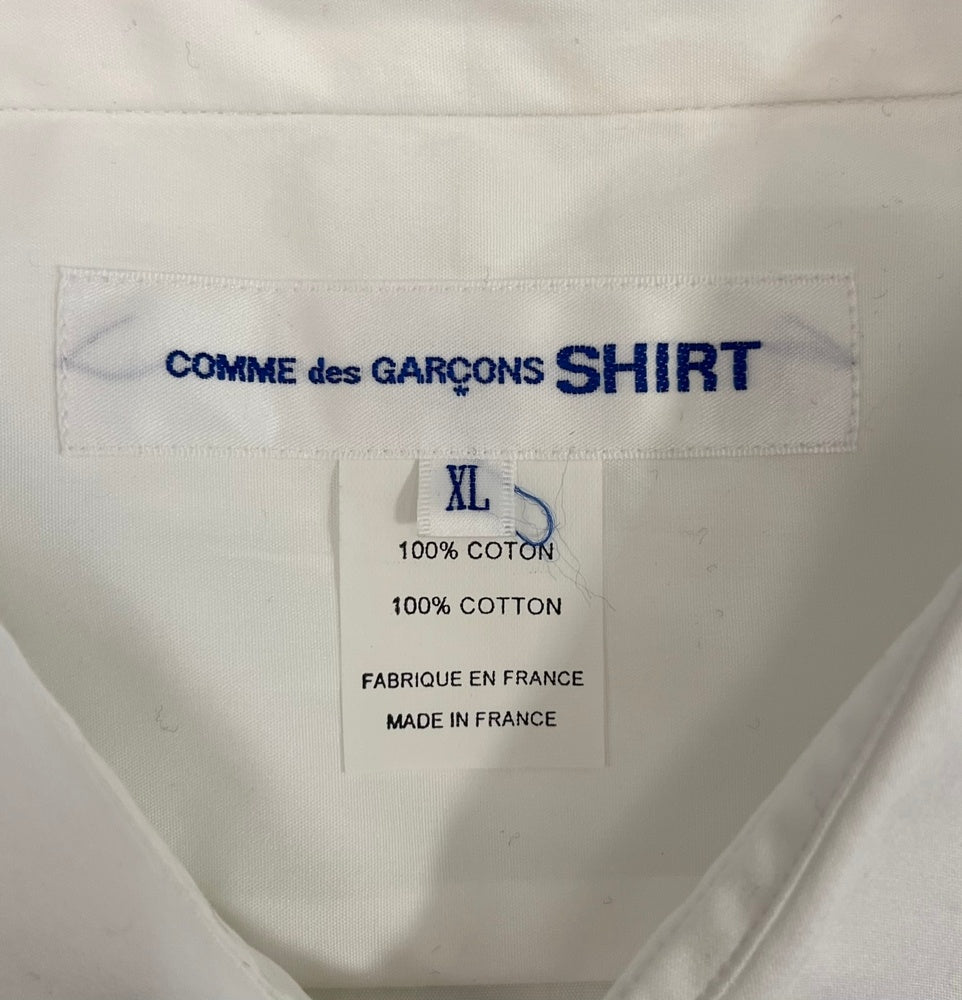 COMME des GARÇONS SHIRT
XL
100% COTON
100% COTTON
FABRIQUE EN FRANCE
MADE IN FRANCE